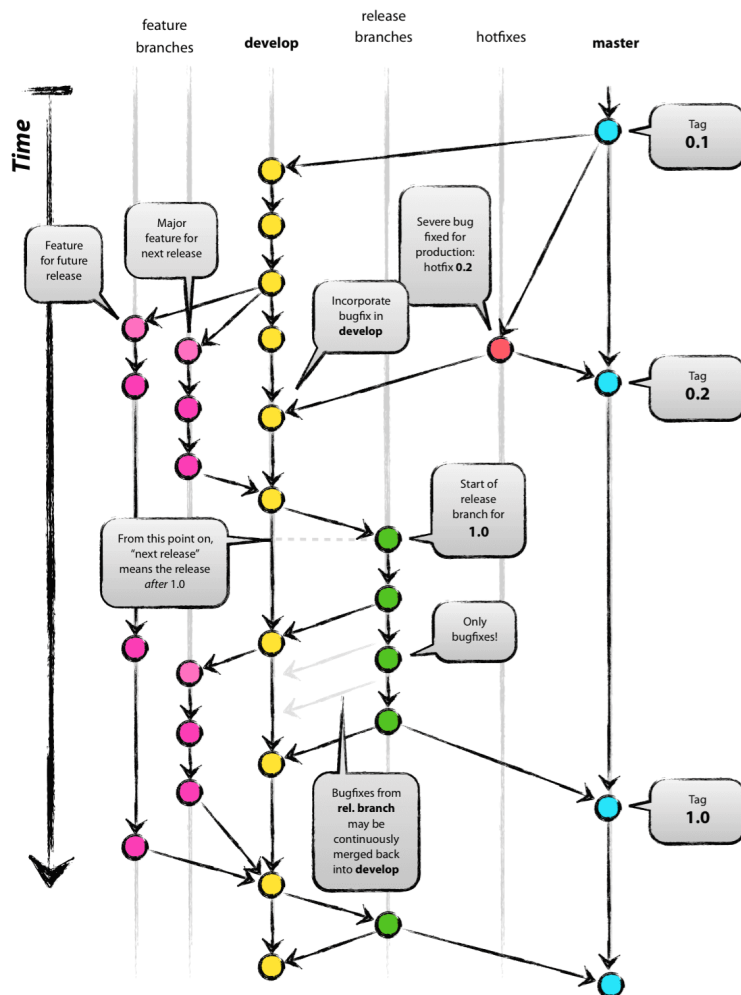 feature
branches
develop
release
branches
hotfixes
master
Time
Tag
0.1
Major
feature for
next release
Feature
for future
release
Severe bug
fixed for
production:
hotfix 0.2
Incorporate
bugfix in
develop
Tag
0.2
Start of
release
branch for
1.0
From this point on,
“next release”
means the release
after 1.0
Only
bugfixes!
Bugfixes from
rel. branch
may be
continuously
merged back
into develop
Tag
1.0